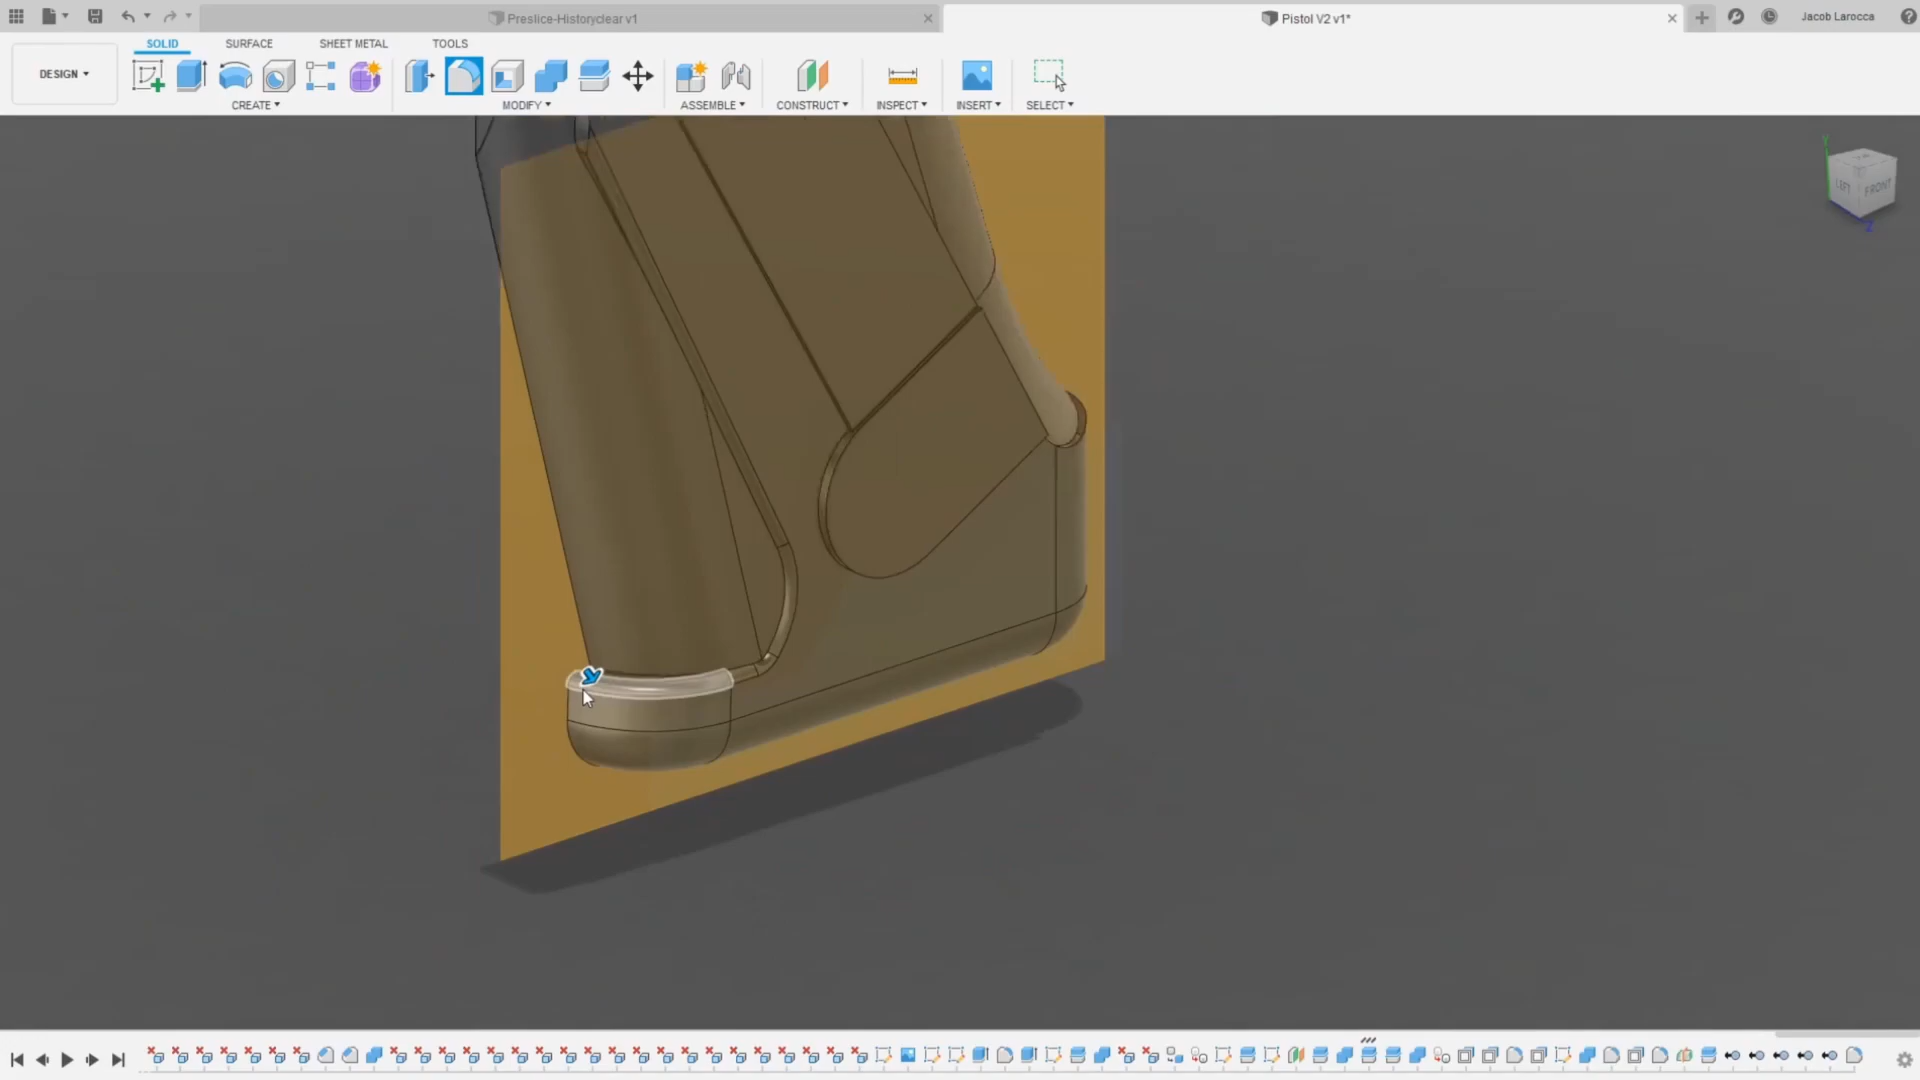 Preslice-Historyclear v1
Pistol V2 v1*
Jacob Larocca
SOLID
SURFACE
SHEET METAL
TOOLS
DESIGN
CREATE
MODIFY
ASSEMBLE
CONSTRUCT
INSPECT
INSERT
SELECT
Y
LEFT
FRONT
Z